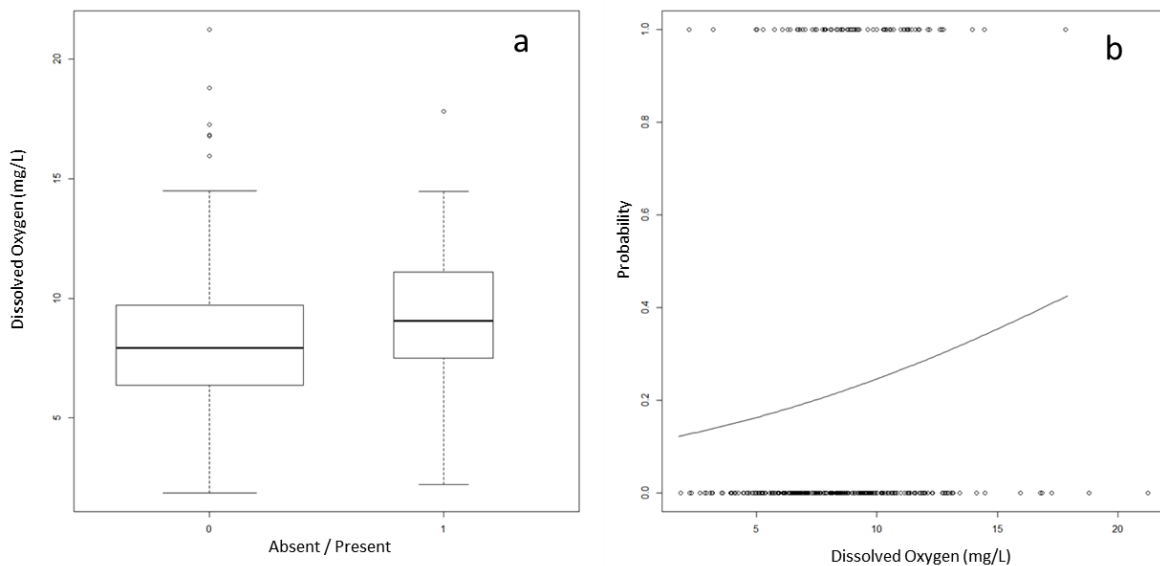 a
Dissolved Oxygen (mg/L)
20
15
10
5
0
1
Absent / Present
b
Probability
1.0
0.8
0.6
0.4
0.2
0.0
5
10
15
20
Dissolved Oxygen (mg/L)